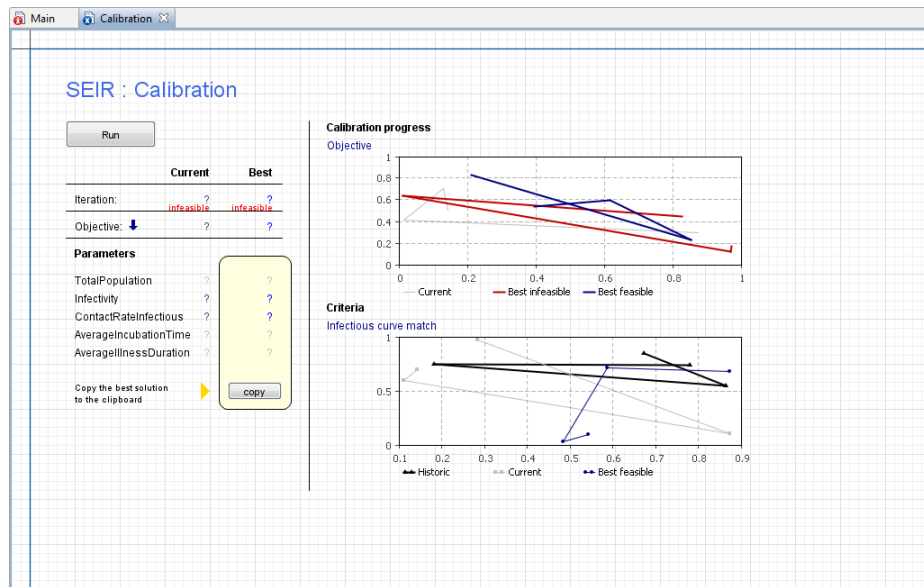 Main
Calibration
SEIR : Calibration
Run
Current Best
Iteration: ? ?
infeasible infeasible
Objective: ? ?
Parameters
TotalPopulation ? ?
Infectivity ? ?
ContactRateInfectious ? ?
AverageIncubationTime ? ?
AverageIllnessDuration ? ?
Copy the best solution
to the clipboard
copy
Calibration progress
Objective
1
0.8
0.6
0.4
0.2
0 0.2 0.4 0.6 0.8 1
Current Best infeasible Best feasible
Criteria
Infectious curve match
1
0.5
0
0.1 0.2 0.3 0.4 0.5 0.6 0.7 0.8 0.9
Historic Current Best feasible